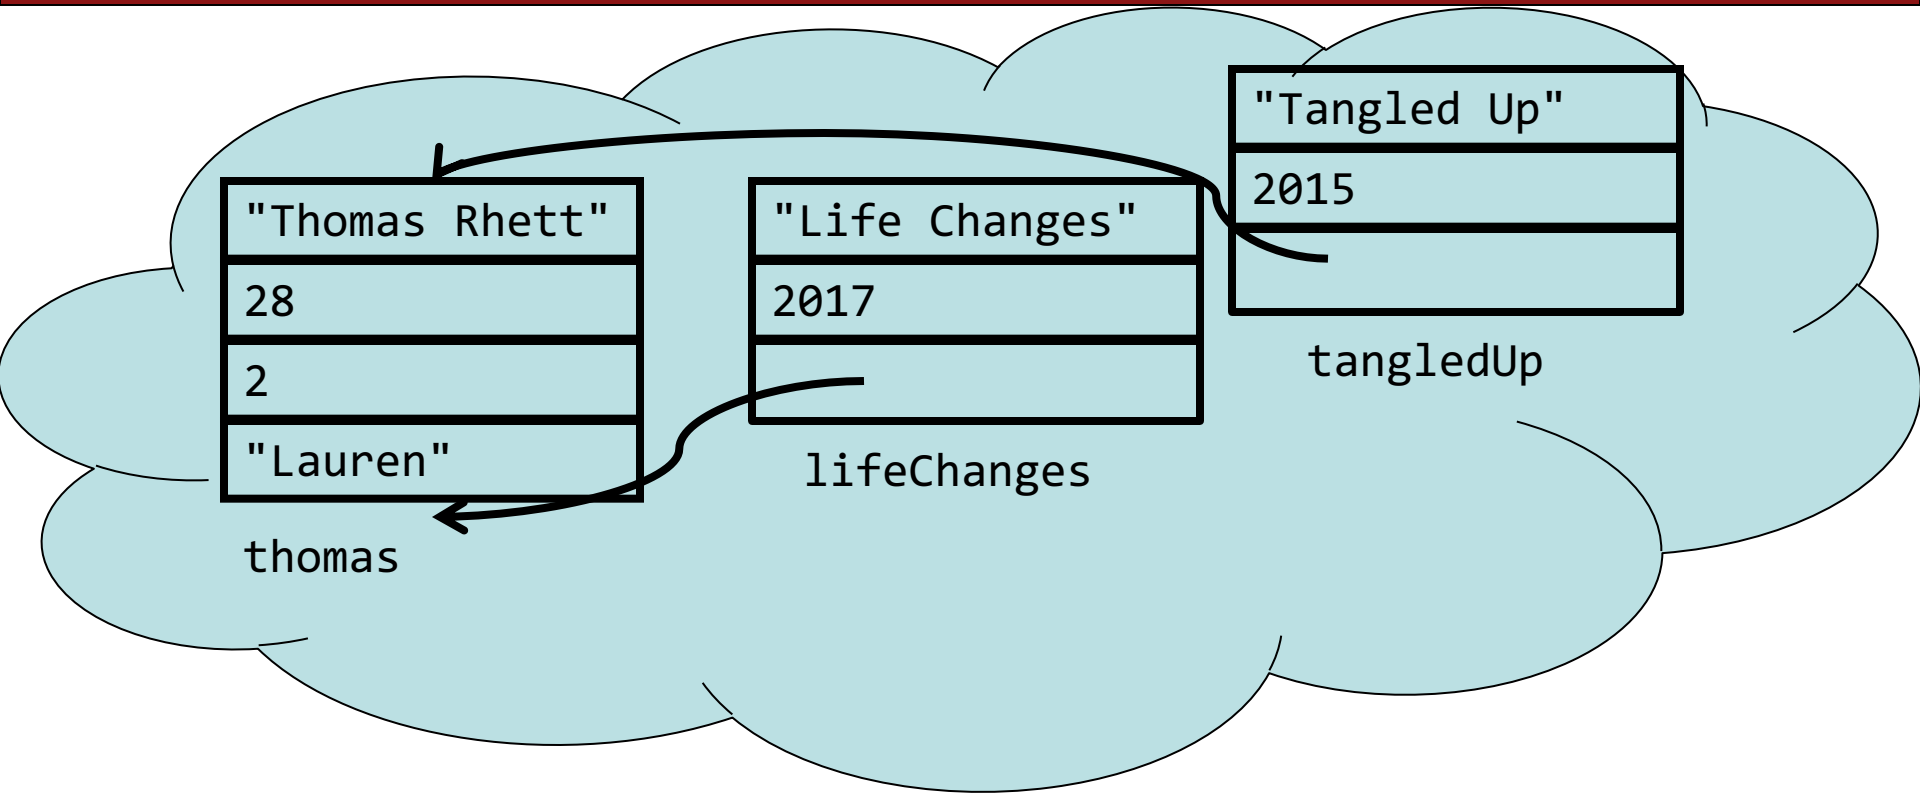 "Thomas Rhett"
28
2
"Lauren"
thomas
"Life Changes"
2017
lifeChanges
"Tangled Up"
2015
tangledUp